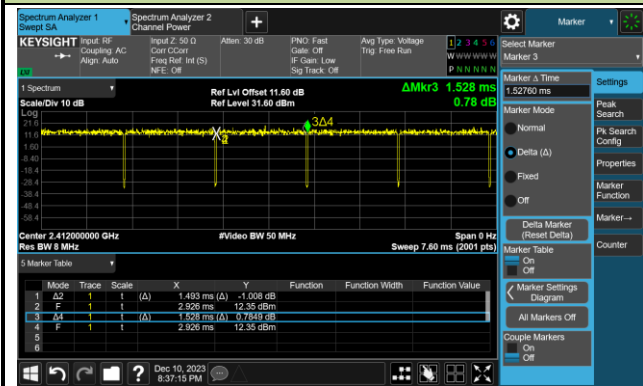 Spectrum Analyzer 1
Swept SA
Spectrum Analyzer 2
Channel Power
+
Marker
KEYSIGHT
Input: RF
Coupling: AC
Align: Auto
Input Z: 50 Ω
Corr CCorr
Freq Ref: Int (S)
NFE: Off
Atten: 30 dB
PNO: Fast
Gate: Off
IF Gain: Low
Sig Track: Off
Avg Type: Voltage
Trig: Free Run
1 2 3 4 5 6
W W W W W W
P N N N N N
LXI
Select Marker
Marker 3
Marker Δ Time
1.52760 ms
Marker Mode
Normal
Delta (Δ)
Fixed
Off
Delta Marker
(Reset Delta)
Marker Table
On
Off
Marker Settings
Diagram
All Markers Off
Couple Markers
On
Off
Settings
Peak
Search
Pk Search
Config
Properties
Marker
Function
Marker→
Counter
1 Spectrum
Scale/Div 10 dB
Log
Ref Lvl Offset 11.60 dB
Ref Level 31.60 dBm
ΔMkr3 1.528 ms
0.78 dB
21.6
11.6
1.60
-8.40
-18.4
-28.4
-38.4
-48.4
-58.4
3Δ4
Center 2.412000000 GHz
Res BW 8 MHz
#Video BW 50 MHz
Span 0 Hz
Sweep 7.60 ms (2001 pts)
5 Marker Table
Mode Trace Scale X Y Function Function Width Function Value
1 Δ2 1 t (Δ) 1.493 ms (Δ) -1.008 dB
2 F 1 t 2.926 ms 12.35 dBm
3 Δ4 1 t (Δ) 1.528 ms (Δ) 0.7849 dB
4 F 1 t 2.926 ms 12.35 dBm
5
6
?
Dec 10, 2023
8:37:15 PM